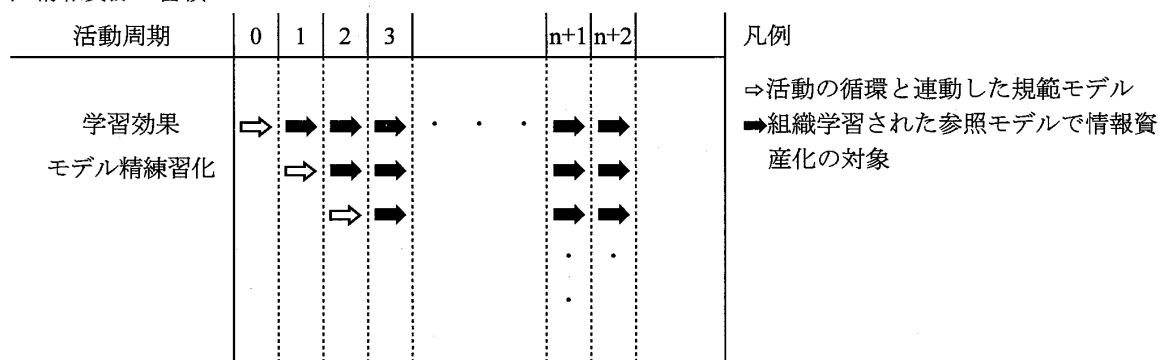 活動周期 0 1 2 3 n+1 n+2
凡例
⇨活動の循環と連動した規範モデル
学習効果
➡組織学習された参照モデルで情報資
産化の対象
モデル精練習化